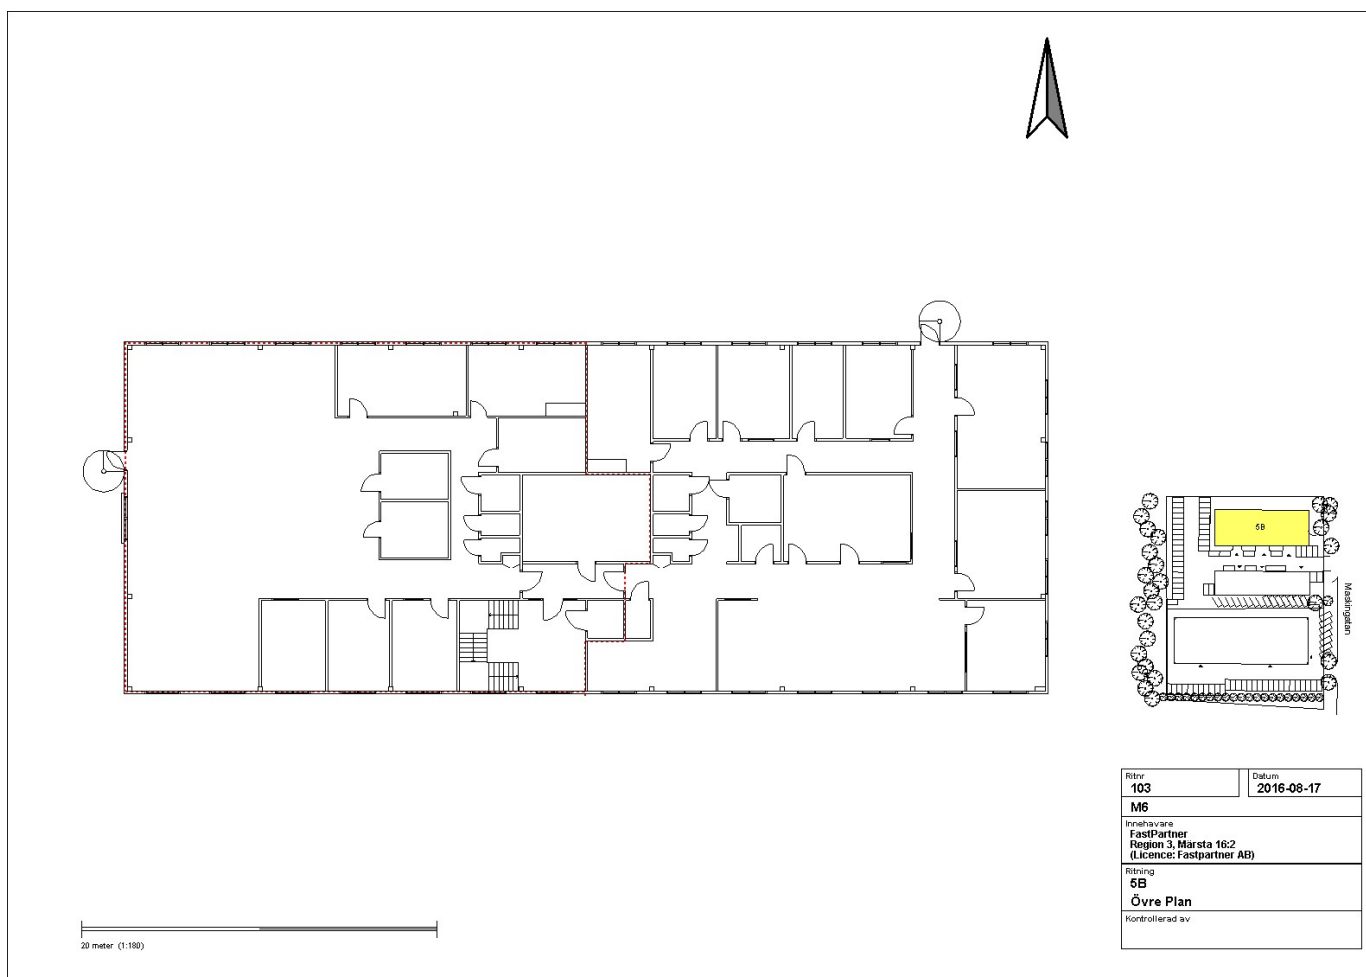 5B
Maskingatan
Ritnr
103
Datum
2016-08-17
M6
Innehavare
FastPartner
Region 3, Märsta 16:2
(Licence: Fastpartner AB)
Ritning
5B
Övre Plan
Kontrollerad av
20 meter (1:180)